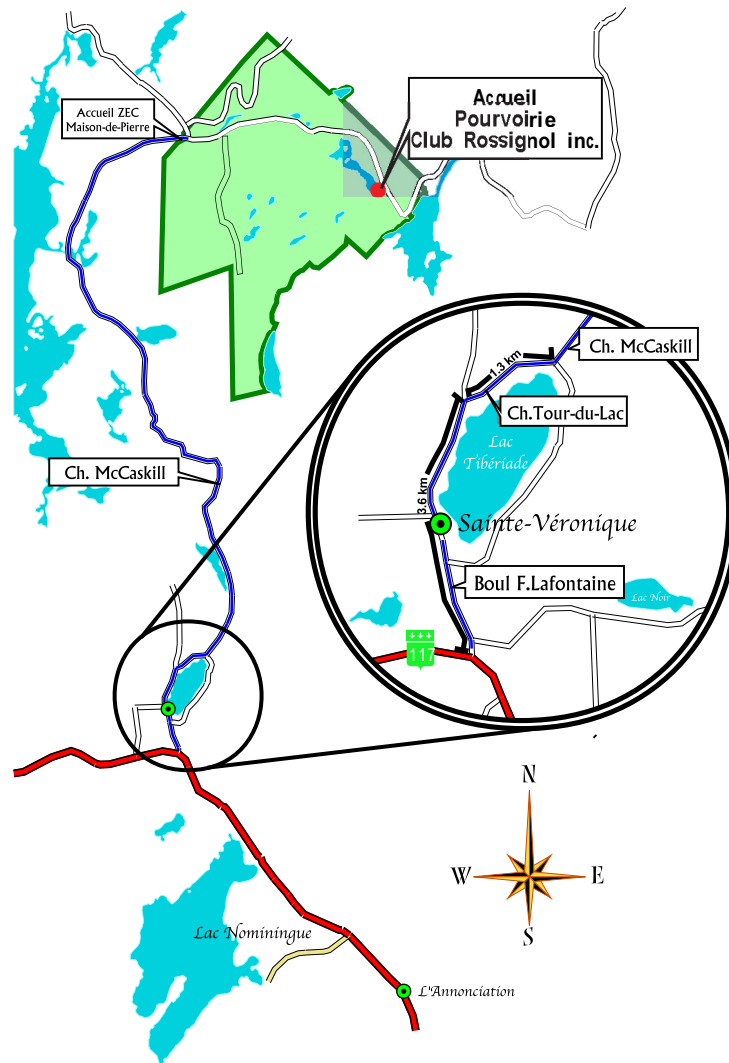 Accueil
Pourvoirie
Club Rossignol inc.
Accueil ZEC
Maison-de-Pierre
Ch. McCaskill
1.3 km
Ch.Tour-du-Lac
Lac
Tibériade
Ch. McCaskill
3.6 km
Sainte-Véronique
Boul F.Lafontaine
Lac Noir
117
N
W
E
S
Lac Nominingue
L'Annonciation